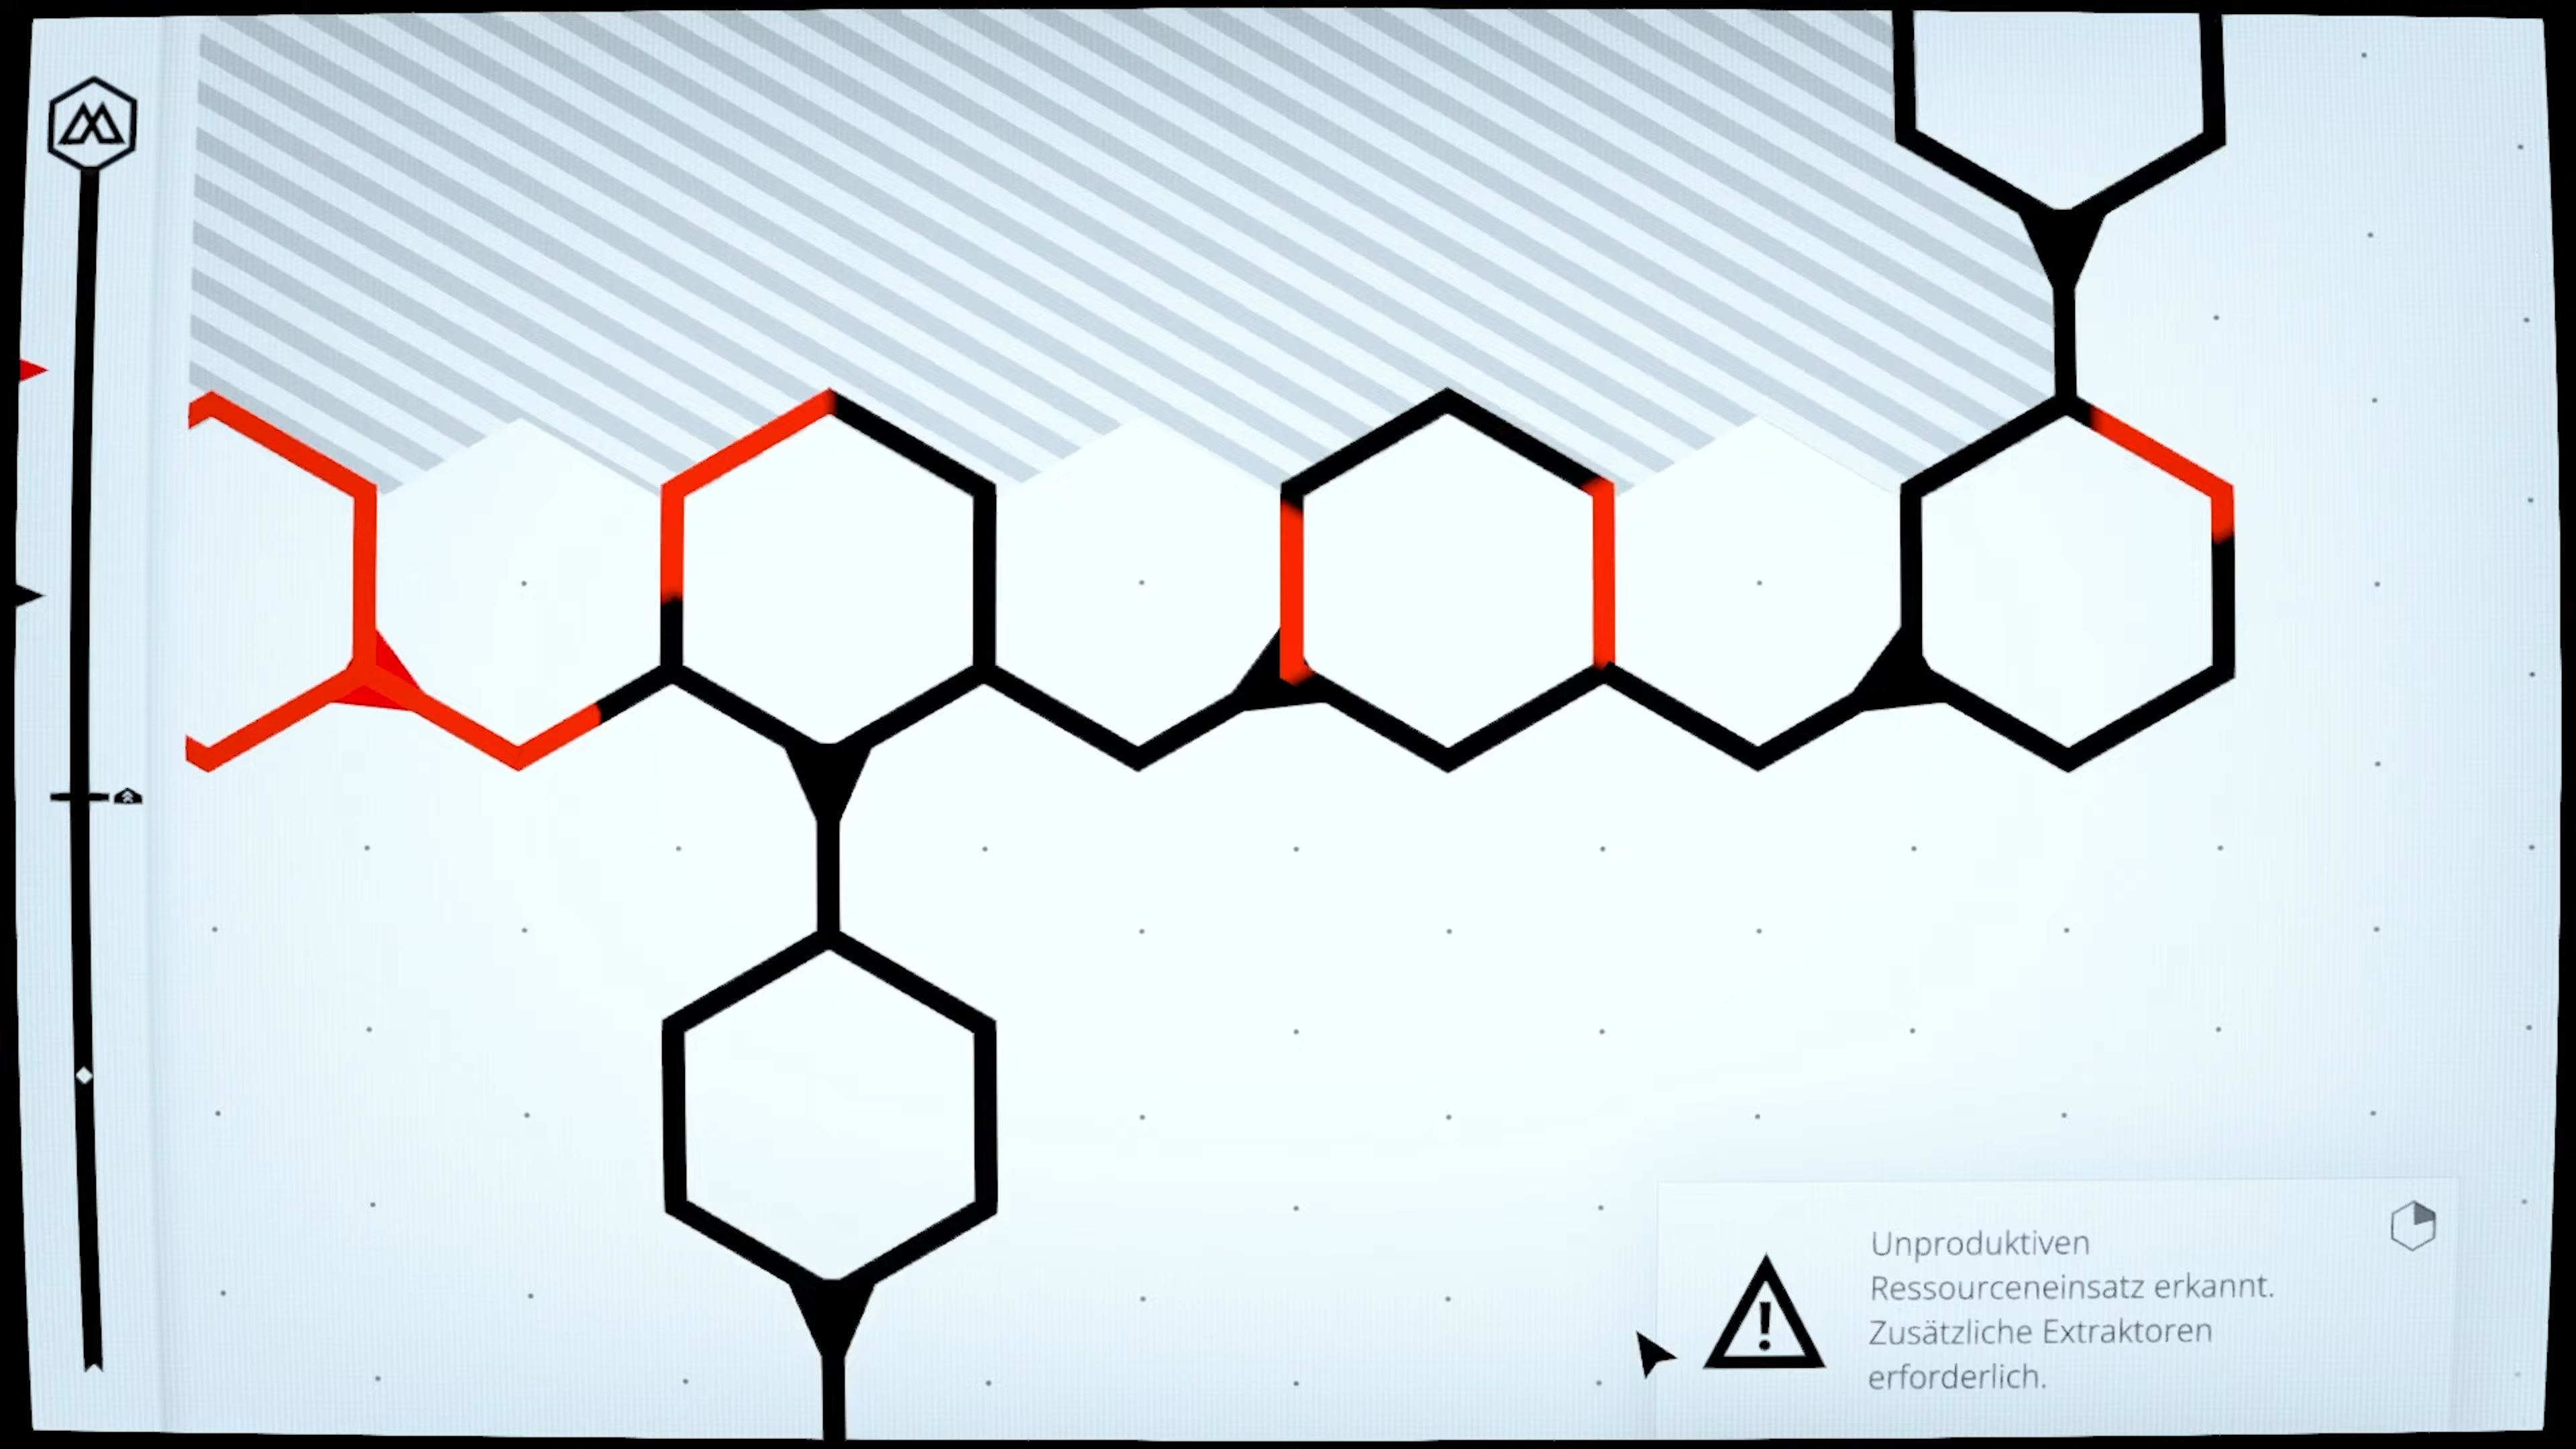 Unproduktiven
Ressourceneinsatz erkannt.
Zusätzliche Extraktoren
erforderlich.